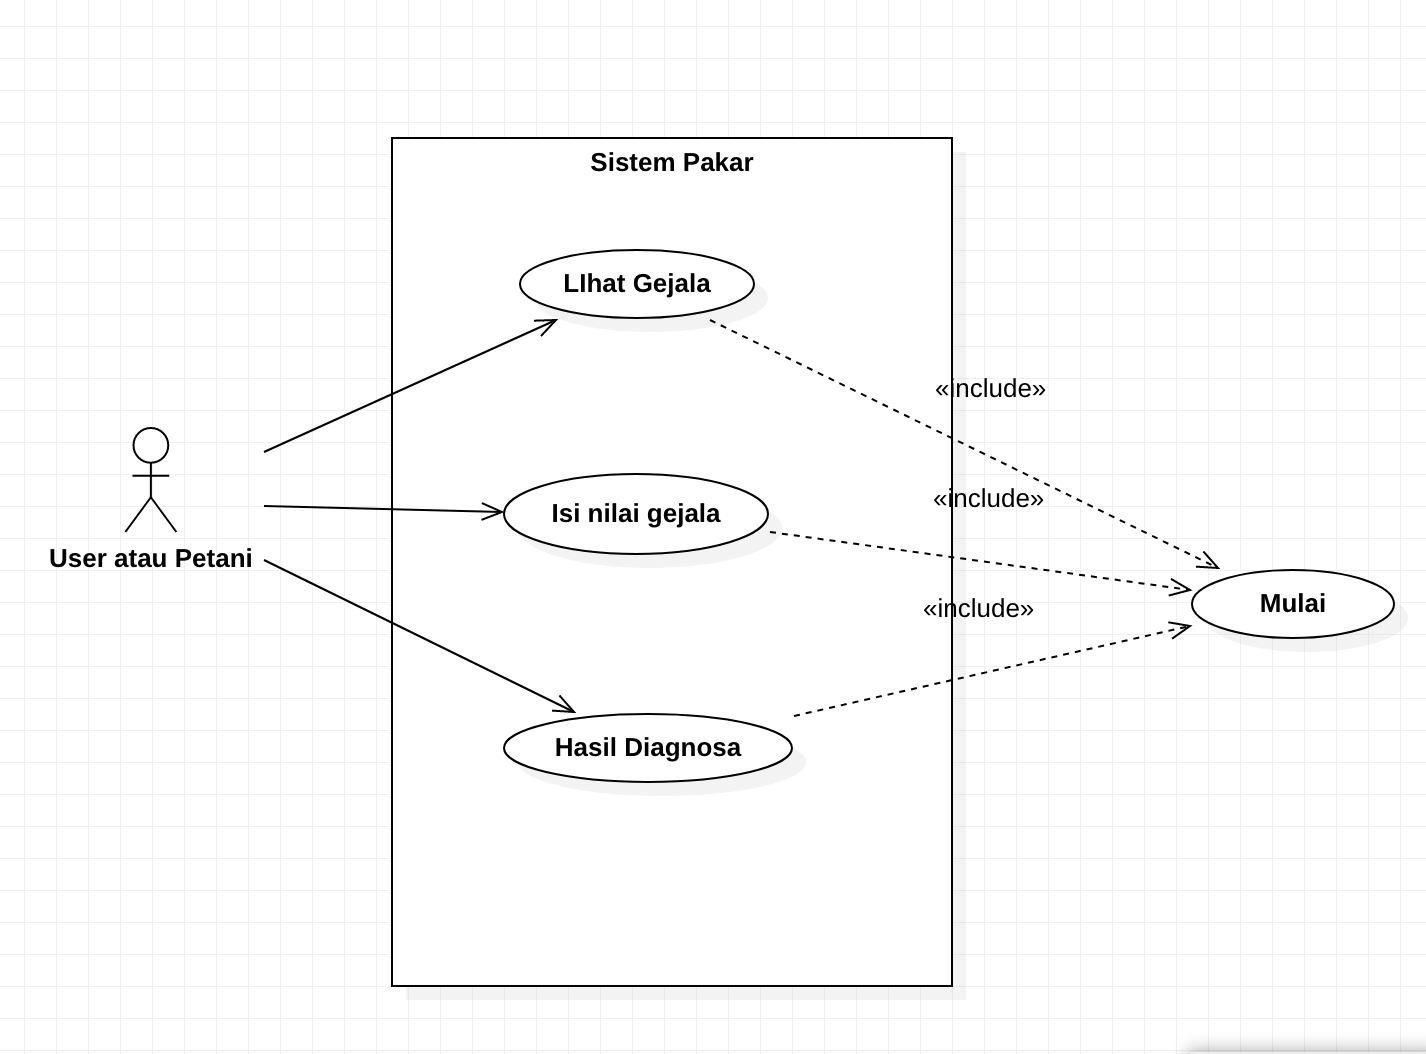 Sistem Pakar
LIhat Gejala
«include»
«include»
Isi nilai gejala
User atau Petani
Mulai
«include»
Hasil Diagnosa